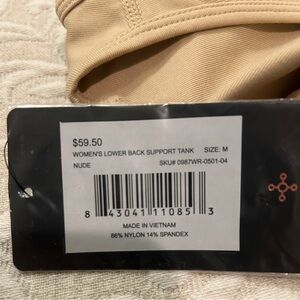 $59.50
WOMEN'S LOWER BACK SUPPORT TANK SIZE: M
NUDE SKU# 0987WR-0501-04
8 43041 11085 3
MADE IN VIETNAM
86% NYLON 14% SPANDEX